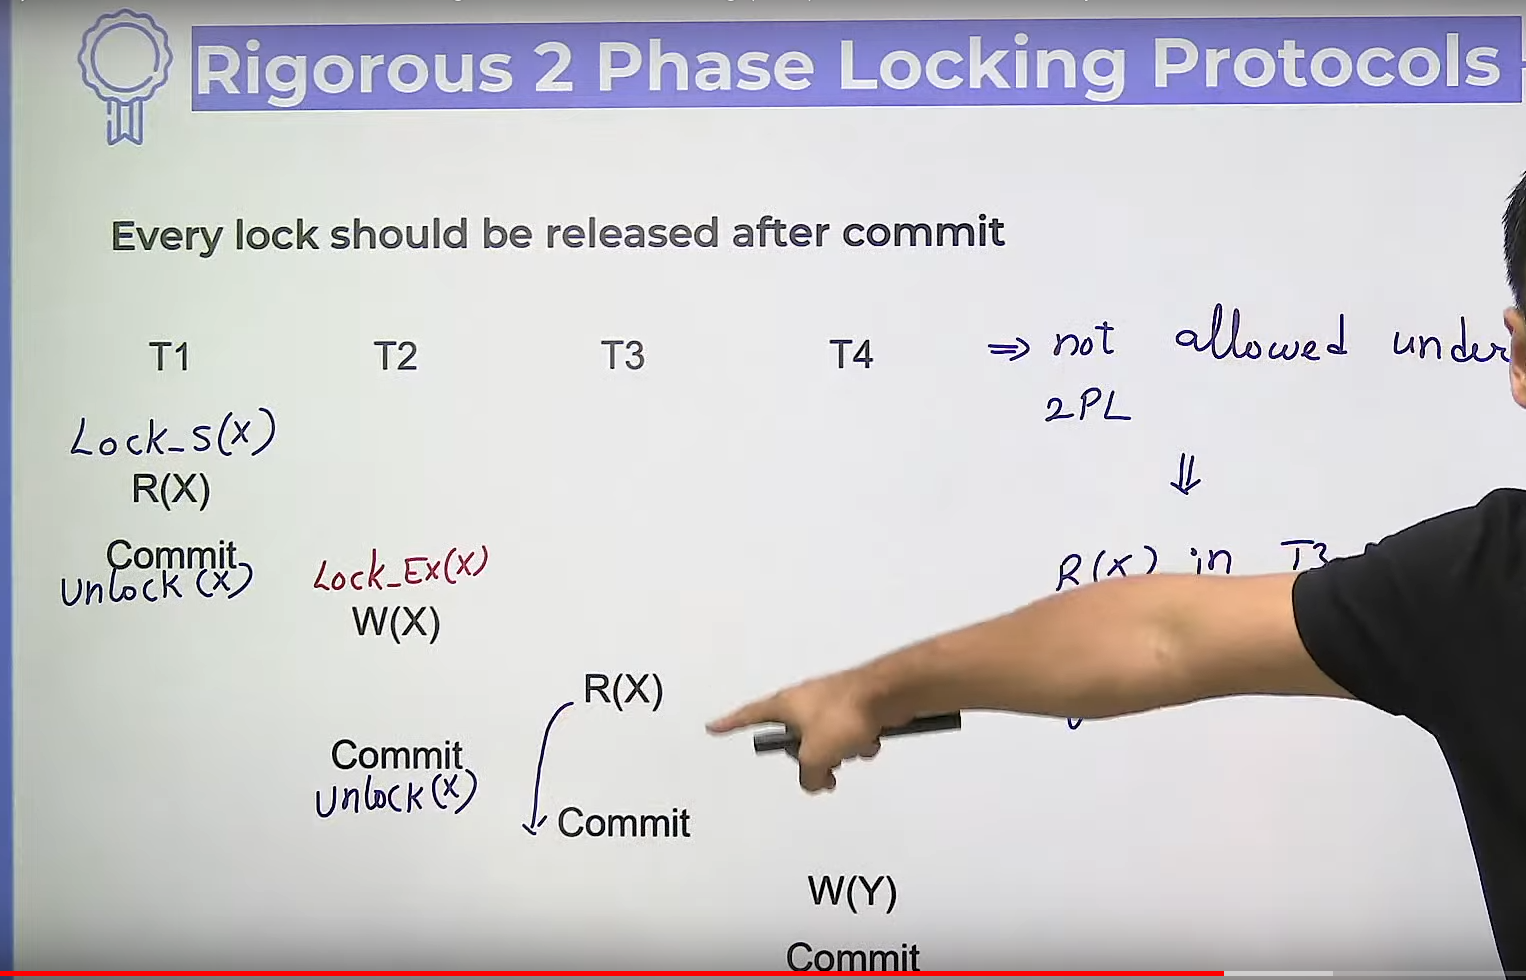 Rigorous 2 Phase Locking Protocols
Every lock should be released after commit
T1 T2 T3 T4 ⇒ not allowed under
2PL
Lock_S(X)
⇓
R(X)
Commit
Unlock(X)
Lock_Ex(X)
R(X) in T3
W(X)
R(X)
Commit
Unlock(X)
Commit
W(Y)
Commit